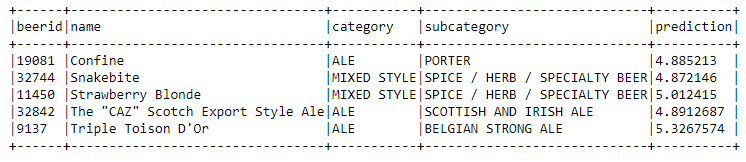 +------+--------------------------------+-----------+-----------------------------+----------+
|beerid|name                            |category   |subcategory                  |prediction|
+------+--------------------------------+-----------+-----------------------------+----------+
|19081 |Confine                         |ALE        |PORTER                       |4.885213  |
|32744 |Snakebite                       |MIXED STYLE|SPICE / HERB / SPECIALTY BEER|4.872146  |
|11450 |Strawberry Blonde               |MIXED STYLE|SPICE / HERB / SPECIALTY BEER|5.012415  |
|32842 |The "CAZ" Scotch Export Style Ale|ALE        |SCOTTISH AND IRISH ALE       |4.8912687 |
|9137  |Triple Toison D'Or              |ALE        |BELGIAN STRONG ALE           |5.3267574 |
+------+--------------------------------+-----------+-----------------------------+----------+